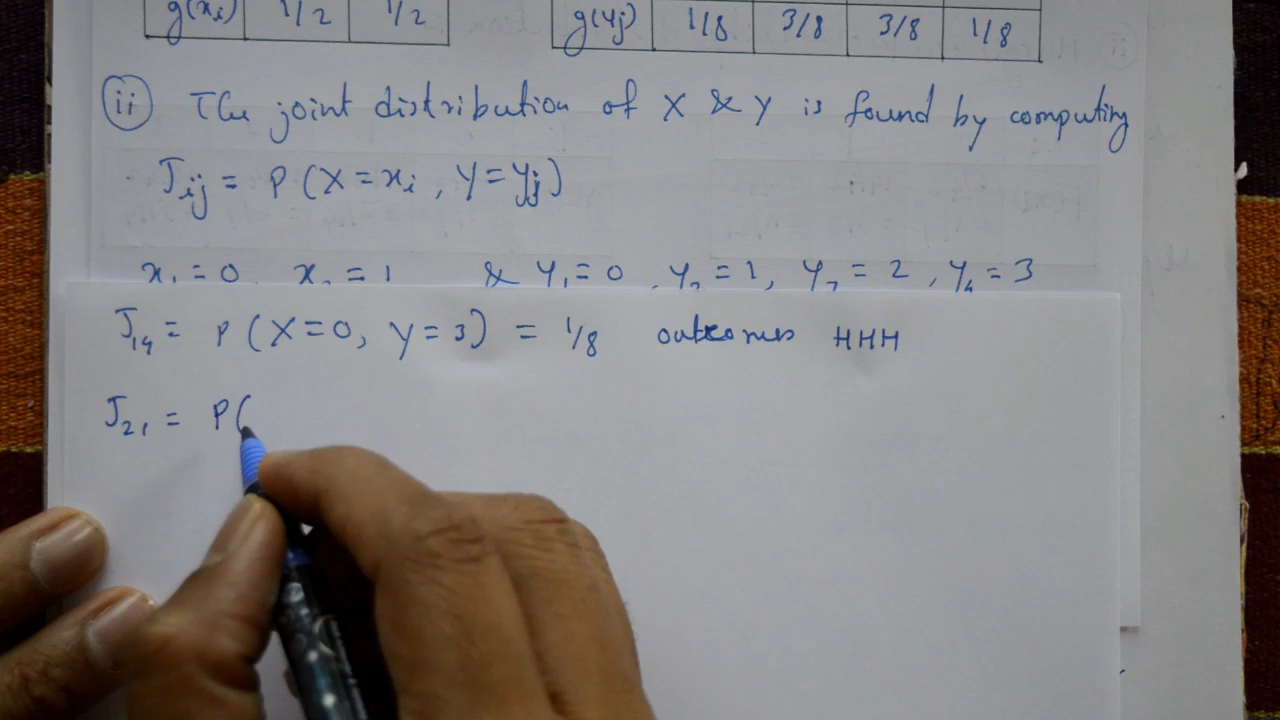 g(xi) 1/2 1/2
g(yj) 1/8 3/8 3/8 1/8
ii The joint distribution of X & Y is found by computing
Jij = P(X = xi , Y = yj)
x1 = 0 x2 = 1 & y1 = 0 , y2 = 1, y3 = 2 , y4 = 3
J14 = P(X=0, Y=3) = 1/8 outcomes HHH
J21 = P(